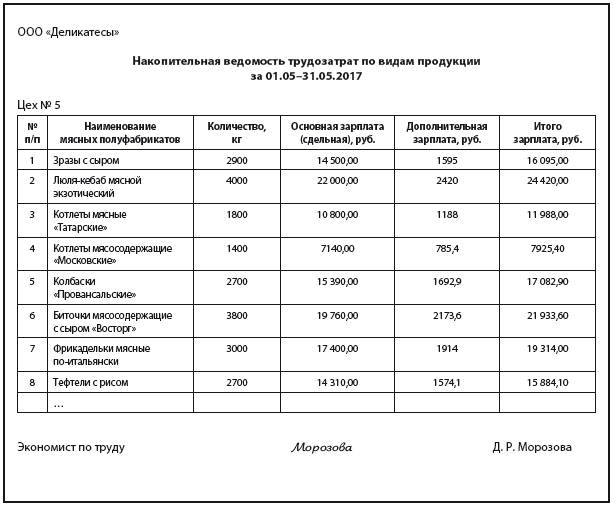 ООО «Деликатесы»
Накопительная ведомость трудозатрат по видам продукции
за 01.05–31.05.2017
Цех № 5
№ п/п Наименование мясных полуфабрикатов Количество, кг Основная зарплата (сдельная), руб. Дополнительная зарплата, руб. Итого зарплата, руб.
1 Зразы с сыром 2900 14 500,00 1595 16 095,00
2 Люля-кебаб мясной экзотический 4000 22 000,00 2420 24 420,00
3 Котлеты мясные «Татарские» 1800 10 800,00 1188 11 988,00
4 Котлеты мясосодержащие «Московские» 1400 7140,00 785,4 7925,40
5 Колбаски «Провансальские» 2700 15 390,00 1692,9 17 082,90
6 Биточки мясосодержащие с сыром «Восторг» 3800 19 760,00 2173,6 21 933,60
7 Фрикадельки мясные по-итальянски 3000 17 400,00 1914 19 314,00
8 Тефтели с рисом 2700 14 310,00 1574,1 15 884,10
…
Экономист по труду Морозова Д. Р. Морозова